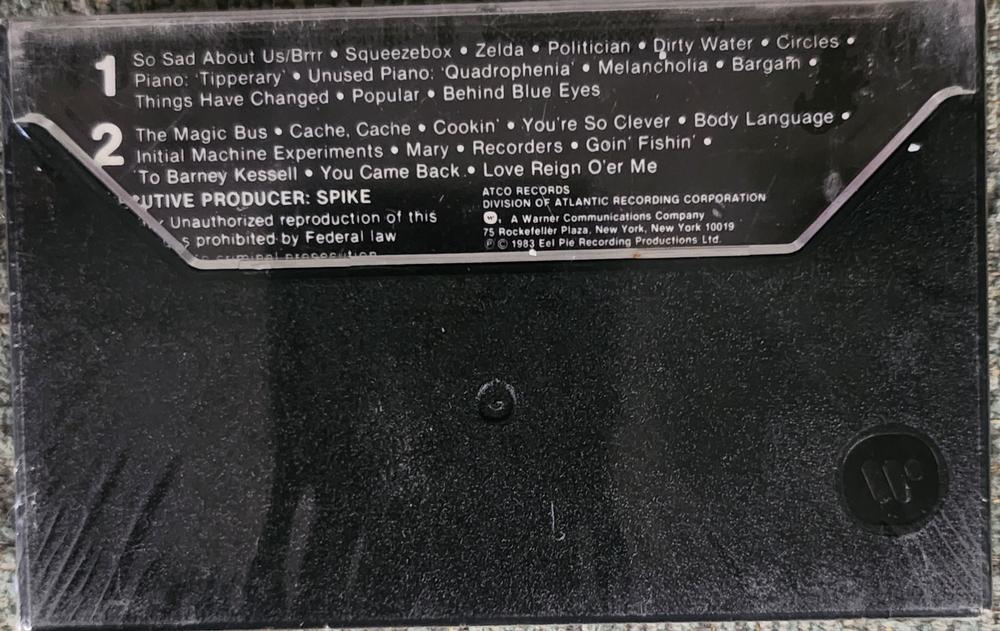 1
So Sad About Us/Brrr • Squeezebox • Zelda • Politician • Dirty Water • Circles •
Piano: 'Tipperary' • Unused Piano: 'Quadrophenia' • Melancholia • Bargain •
Things Have Changed • Popular • Behind Blue Eyes
2
The Magic Bus • Cache, Cache • Cookin' • You're So Clever • Body Language •
Initial Machine Experiments • Mary • Recorders • Goin' Fishin' •
To Barney Kessell • You Came Back • Love Reign O'er Me
UTIVE PRODUCER: SPIKE
Unauthorized reproduction of this
s prohibited by Federal law
criminal prosecution
ATCO RECORDS
DIVISION OF ATLANTIC RECORDING CORPORATION
W, A Warner Communications Company
75 Rockefeller Plaza, New York, New York 10019
Ⓟ © 1983 Eel Pie Recording Productions Ltd.